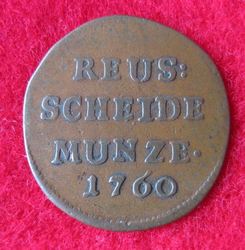 REUS:
SCHEIDE
MUNZE.
1760